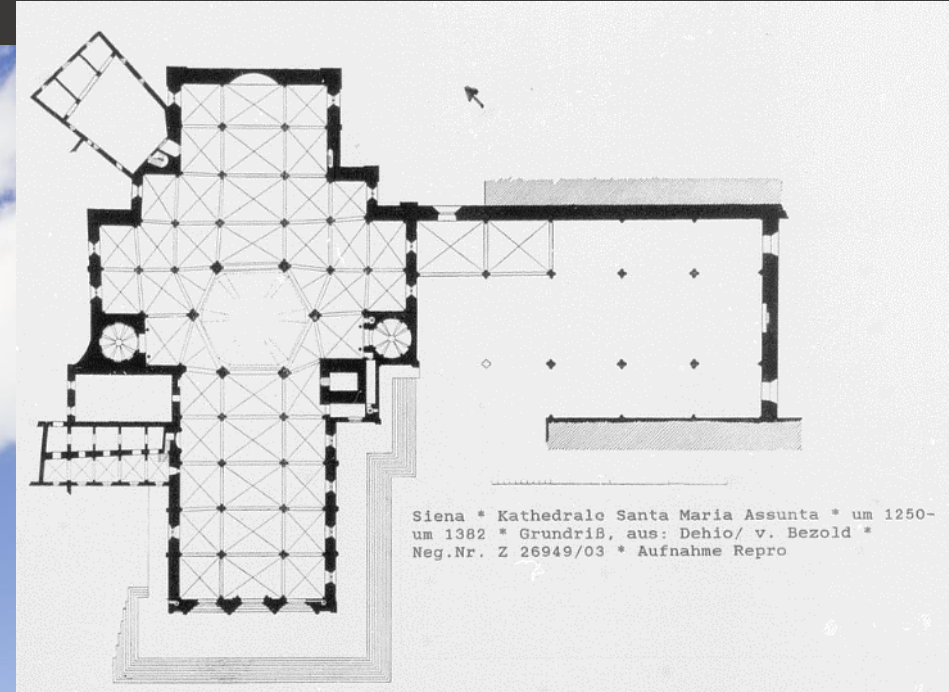 Siena * Kathedrale Santa Maria Assunta * um 1250-
um 1382 * Grundriß, aus: Dehio/ v. Bezold *
Neg.Nr. Z 26949/03 * Aufnahme Repro